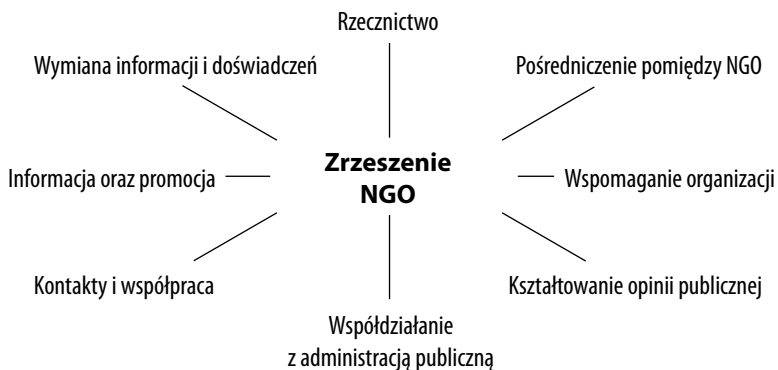 Rzecznictwo
Wymiana informacji i doświadczeń
Pośredniczenie pomiędzy NGO
Zrzeszenie
NGO
Informacja oraz promocja
Wspomaganie organizacji
Kontakty i współpraca
Kształtowanie opinii publicznej
Współdziałanie
z administracją publiczną